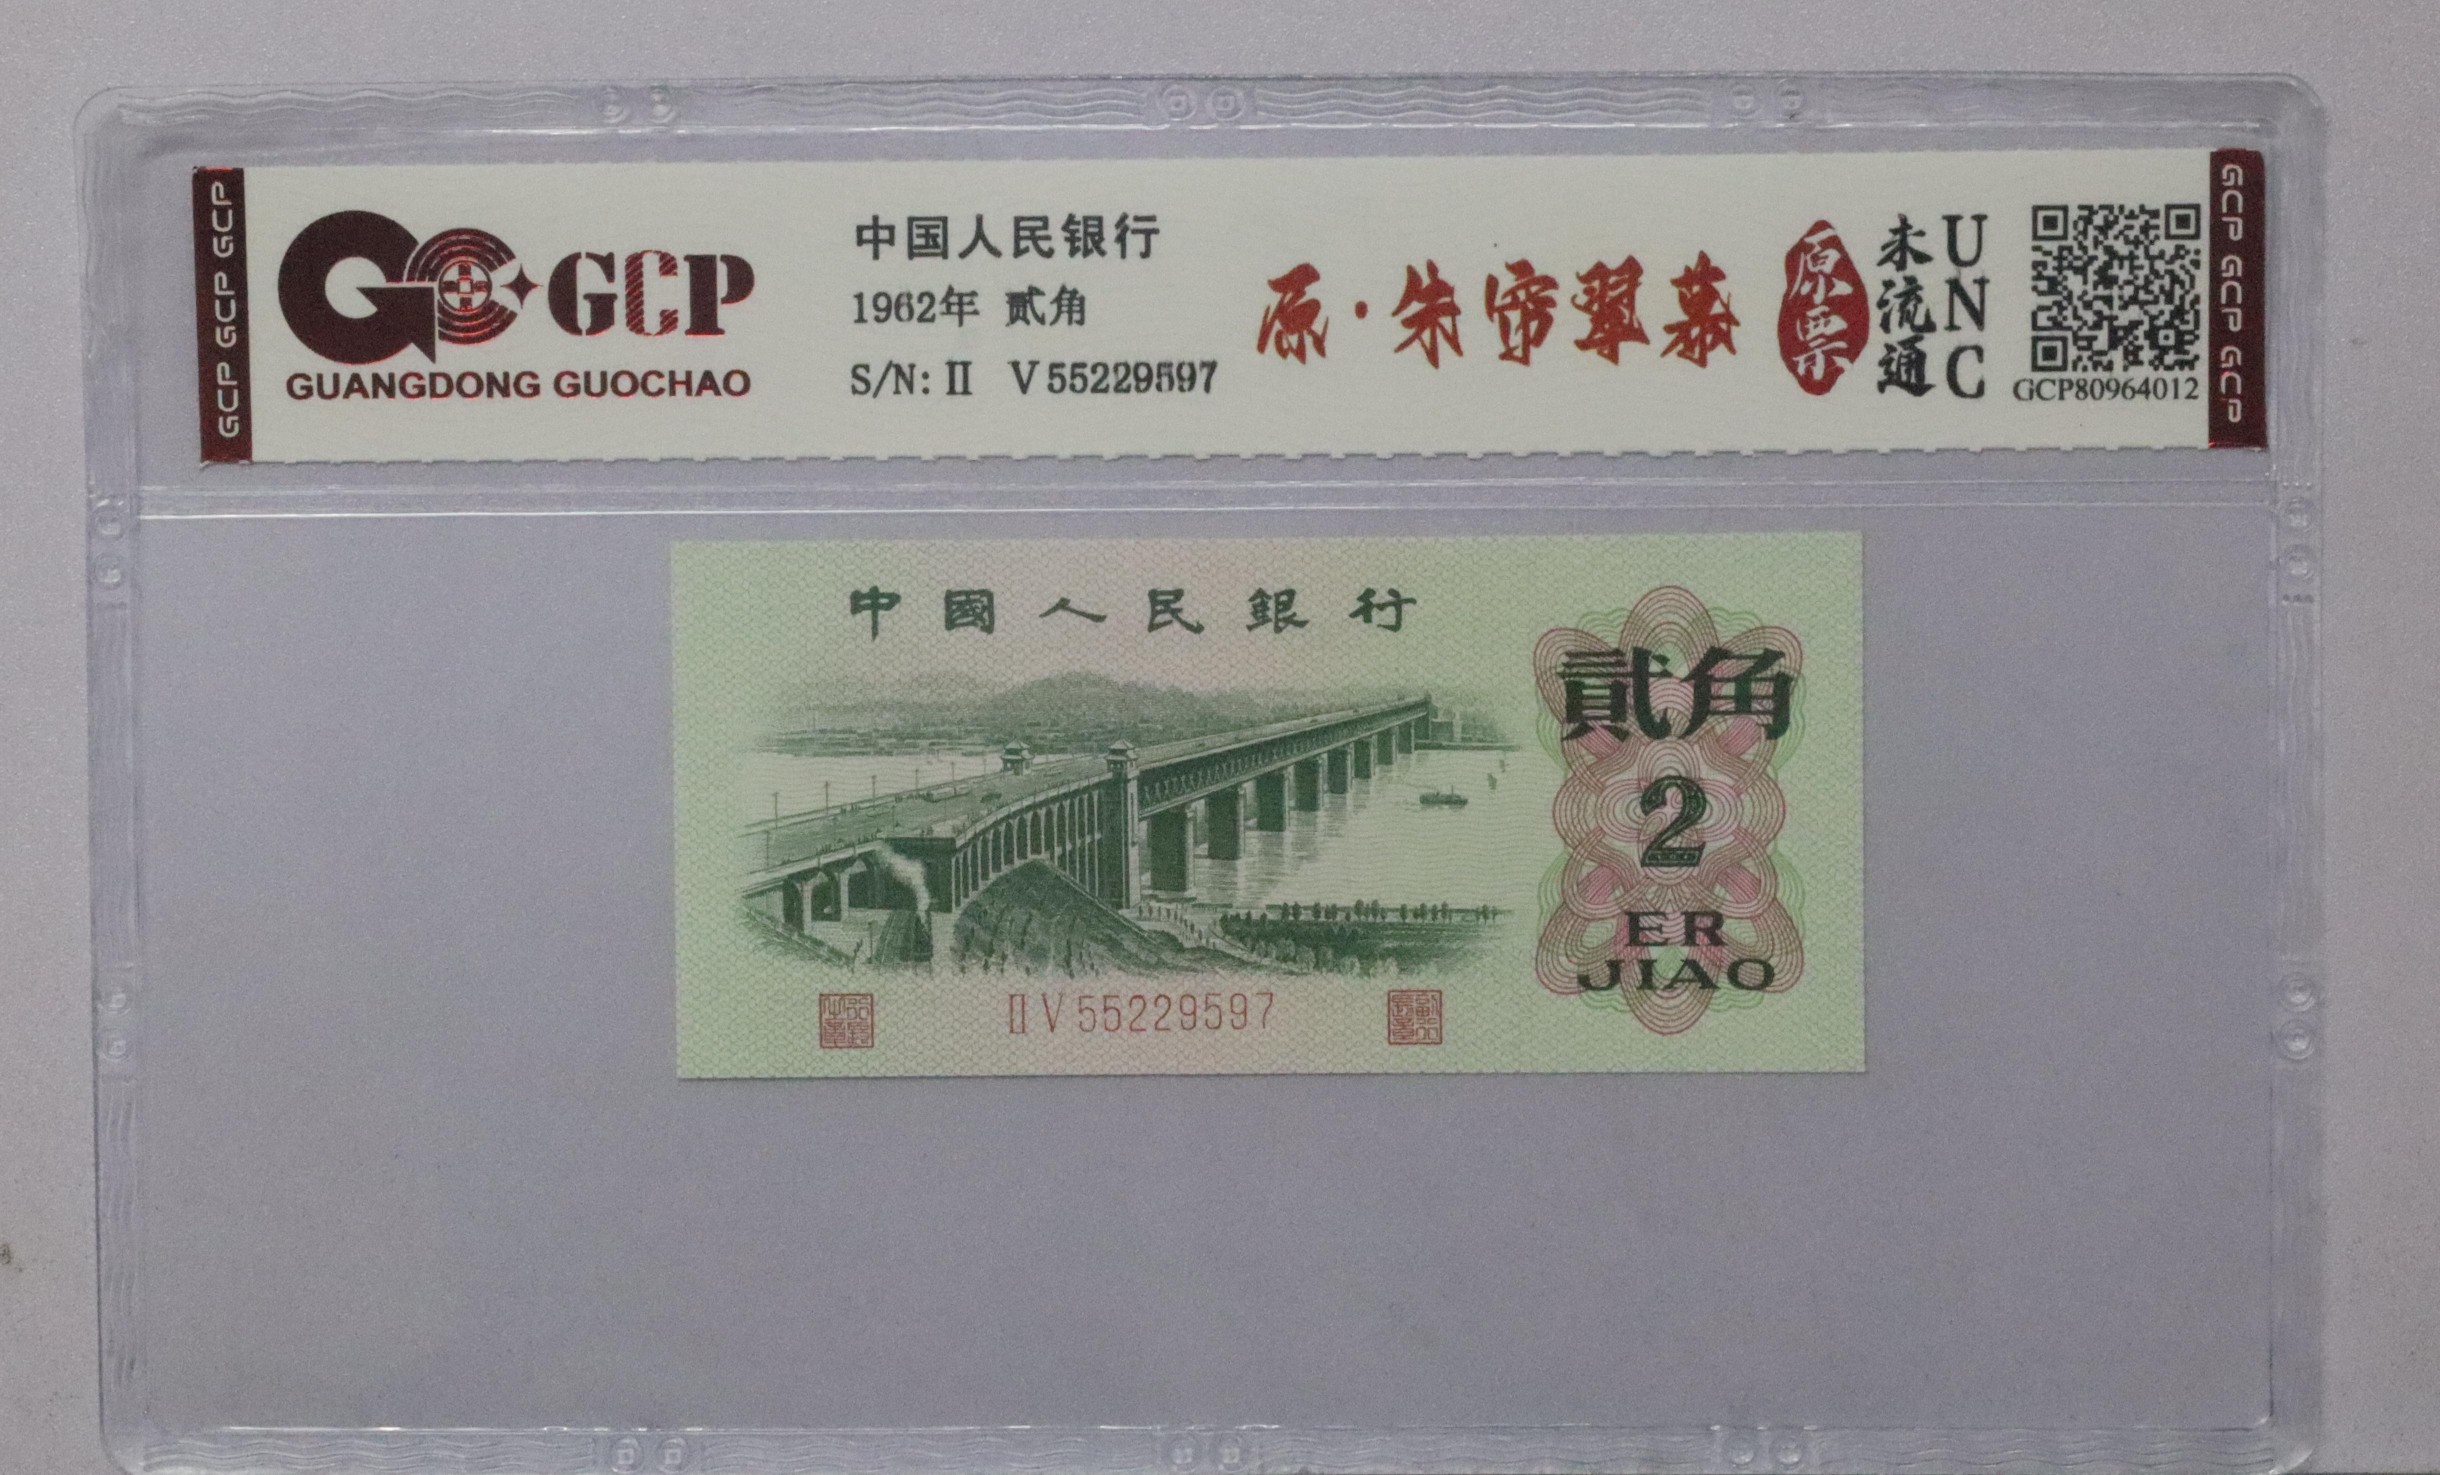 GCP GCP GCP
GCP
GUANGDONG GUOCHAO
中国人民银行
1962年 贰角
S/N: II V 55229597
原·朱帘翠幕
原票
未流通
UNC
GCP80964012
GCP GCP GCP
中國人民銀行
貳角
2
ER
JIAO
II V 55229597